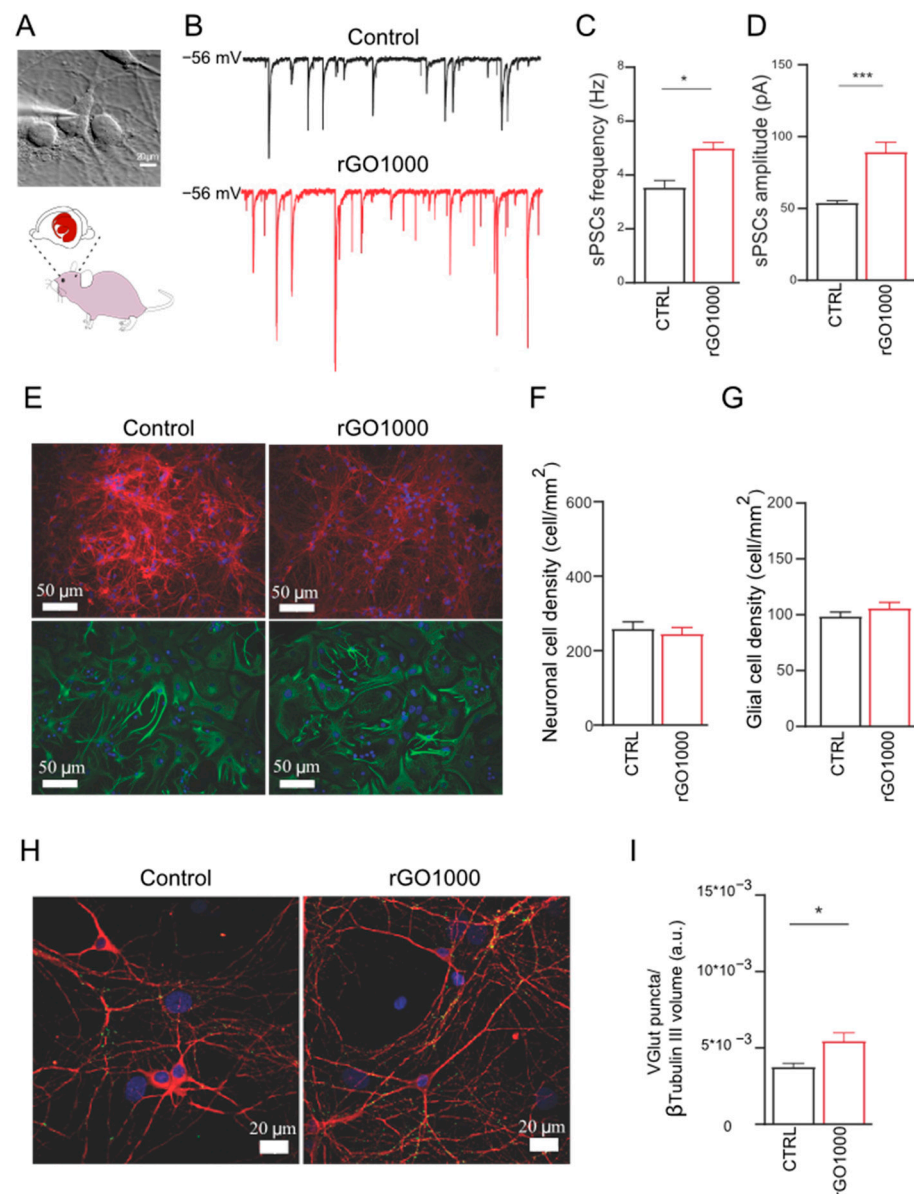 A
20µm
B
Control
−56 mV
rGO1000
−56 mV
C
sPSCs frequency (Hz)
8
6
4
2
0
*
CTRL
rGO1000
D
sPSCs amplitude (pA)
150
100
50
0
***
CTRL
rGO1000
E
Control
rGO1000
50 µm
50 µm
50 µm
50 µm
F
Neuronal cell density (cell/mm²)
600
400
200
0
CTRL
rGO1000
G
Glial cell density (cell/mm²)
200
150
100
50
0
CTRL
rGO1000
H
Control
rGO1000
20 µm
20 µm
I
VGlut puncta/
βTubulin III volume (a.u.)
15*10⁻³
10*10⁻³
5*10⁻³
0
*
CTRL
rGO1000